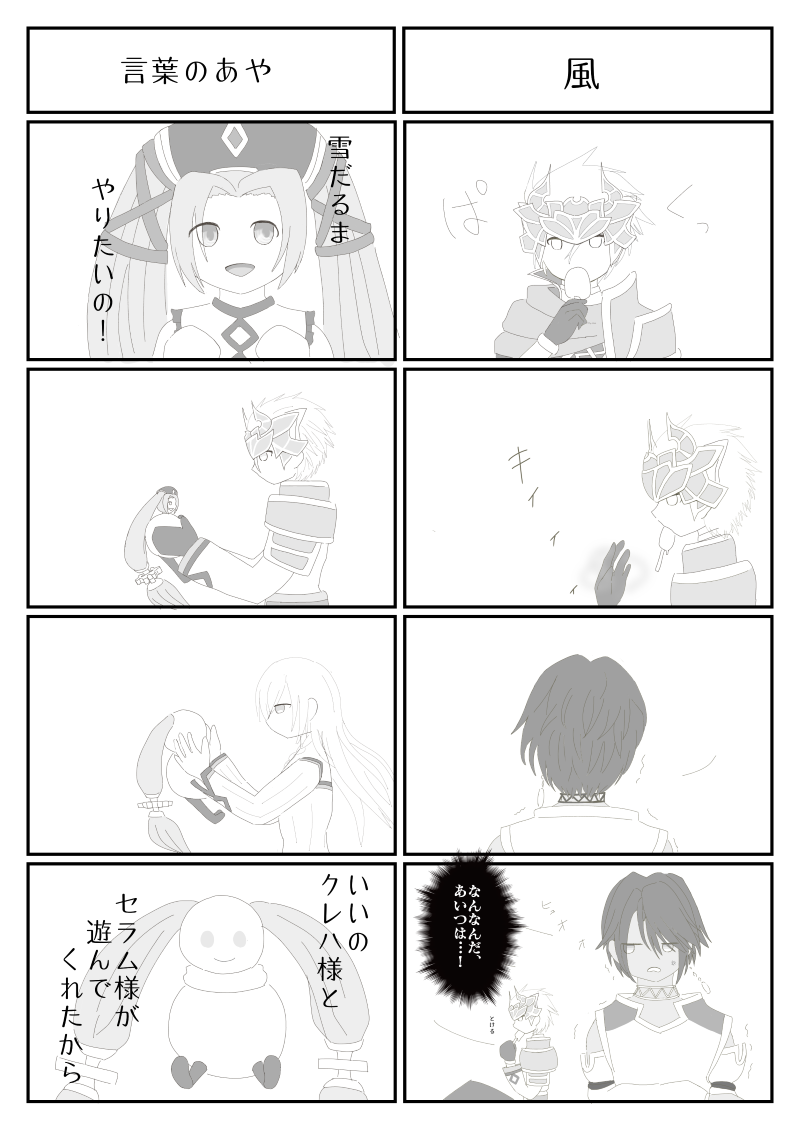 風
ぱ
くっ
キィィィ
なんなんだ、
あいつは…！
ビュオォ
とける
言葉のあや
雪だるま
やりたいの！
いいの
クレハ様と
セラム様が
遊んで
くれたから